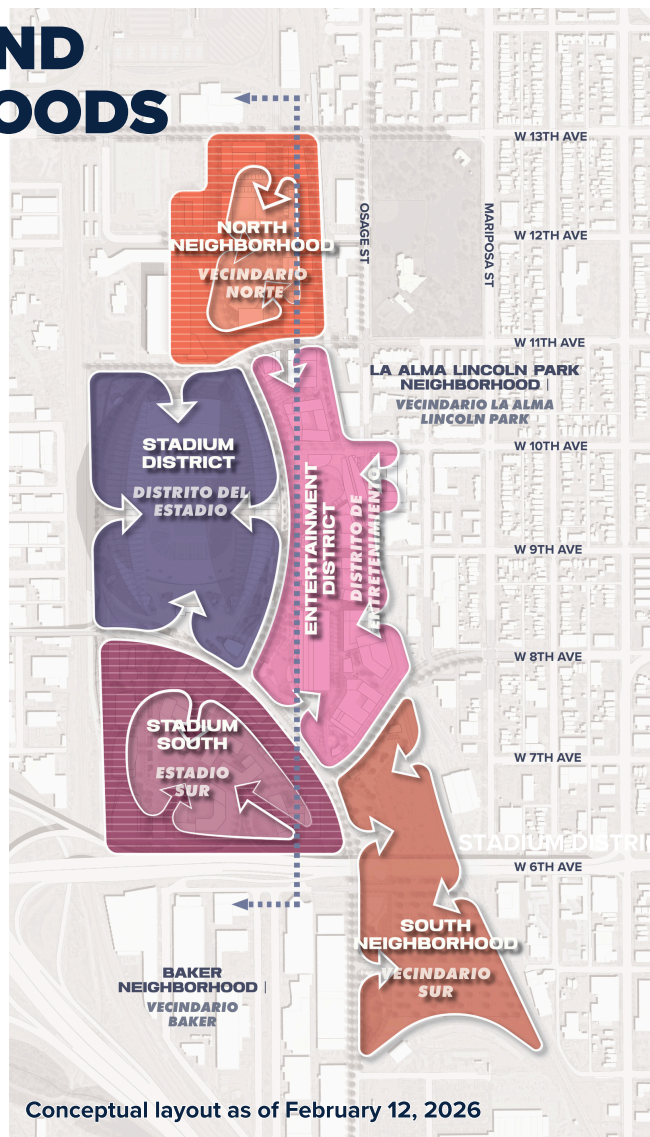 ND
OODS
W 13TH AVE
OSAGE ST
MARIPOSA ST
NORTH
NEIGHBORHOOD
VECINDARIO
NORTE
W 12TH AVE
W 11TH AVE
LA ALMA LINCOLN PARK
NEIGHBORHOOD |
VECINDARIO LA ALMA
LINCOLN PARK
STADIUM
DISTRICT
DISTRITO DEL
ESTADIO
ENTERTAINMENT
DISTRICT
DISTRITO DE
ENTRETENIMIENTO
W 10TH AVE
W 9TH AVE
W 8TH AVE
STADIUM
SOUTH
ESTADIO
SUR
W 7TH AVE
STADIUM DISTRI
W 6TH AVE
SOUTH
NEIGHBORHOOD
VECINDARIO
SUR
BAKER
NEIGHBORHOOD |
VECINDARIO
BAKER
Conceptual layout as of February 12, 2026